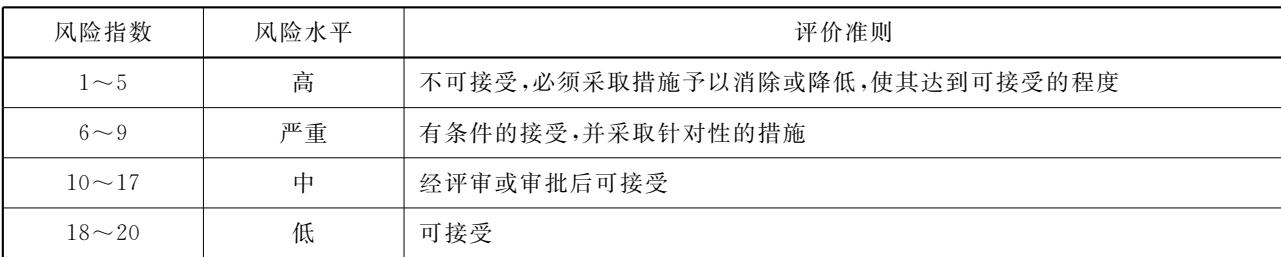 风险指数 风险水平 评价准则
1～5 高 不可接受,必须采取措施予以消除或降低,使其达到可接受的程度
6～9 严重 有条件的接受,并采取针对性的措施
10～17 中 经评审或审批后可接受
18～20 低 可接受